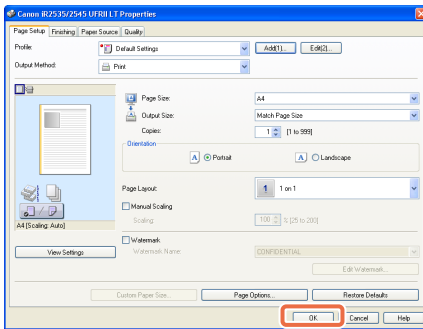 Canon iR2535/2545 UFRII LT Properties
Page Setup Finishing Paper Source Quality
Profile: Default Settings Add(1)... Edit(2)...
Output Method: Print
Page Size: A4
Output Size: Match Page Size
Copies: 1 [1 to 999]
Orientation
A Portrait A Landscape
Page Layout: 1 1 on 1
Manual Scaling
Scaling: 100 % [25 to 200]
A4 [Scaling: Auto]
View Settings
Watermark
Watermark Name: CONFIDENTIAL
Edit Watermark...
Custom Paper Size... Page Options... Restore Defaults
OK Cancel Help